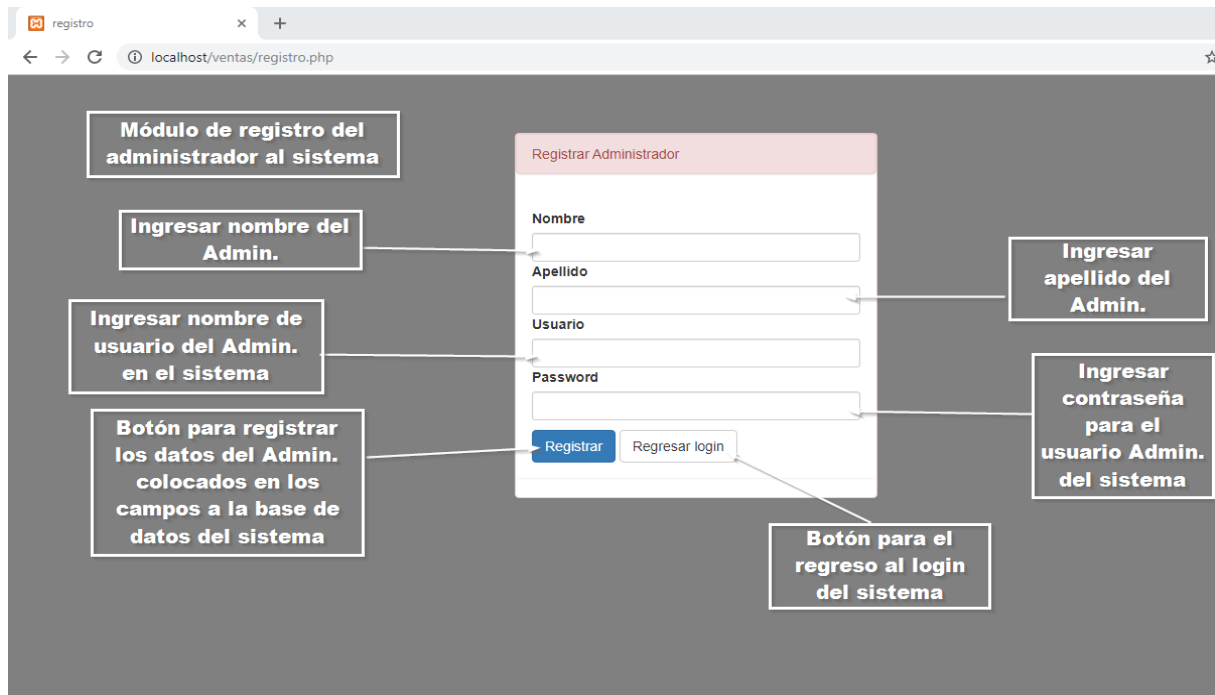 registro
localhost/ventas/registro.php
Módulo de registro del
administrador al sistema
Registrar Administrador
Ingresar nombre del
Admin.
Nombre
Apellido
Ingresar
apellido del
Admin.
Ingresar nombre de
usuario del Admin.
en el sistema
Usuario
Password
Ingresar
contraseña
para el
usuario Admin.
del sistema
Botón para registrar
los datos del Admin.
colocados en los
campos a la base de
datos del sistema
Registrar
Regresar login
Botón para el
regreso al login
del sistema